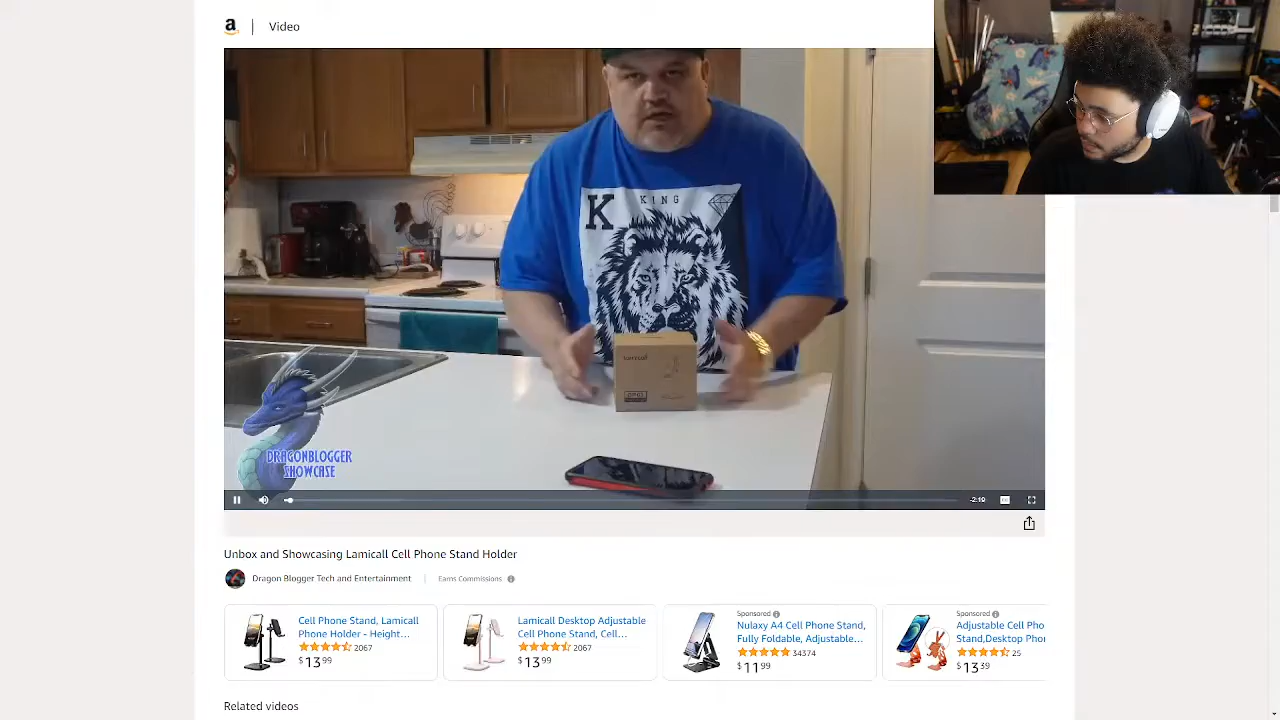 a
Video
K
KING
Lamicall
DRAGONBLOGGER
SHOWCASE
-2:19
Unbox and Showcasing Lamicall Cell Phone Stand Holder
Dragon Blogger Tech and Entertainment
Earns Commissions
Cell Phone Stand, Lamicall
Phone Holder - Height...
2067
$13.99
Lamicall Desktop Adjustable
Cell Phone Stand, Cell...
2067
$13.99
Sponsored
Nulaxy A4 Cell Phone Stand,
Fully Foldable, Adjustable...
34374
$11.99
Sponsored
Adjustable Cell Pho
Stand,Desktop Phor
25
$13.39
Related videos